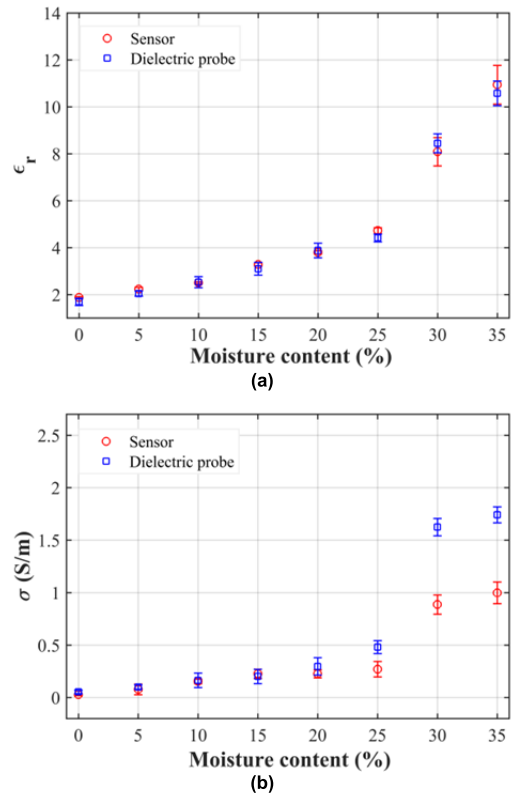 14
12
10
8
6
4
2
ϵr
Sensor
Dielectric probe
0 5 10 15 20 25 30 35
Moisture content (%)
(a)
2.5
2
1.5
1
0.5
0
σ (S/m)
Sensor
Dielectric probe
0 5 10 15 20 25 30 35
Moisture content (%)
(b)